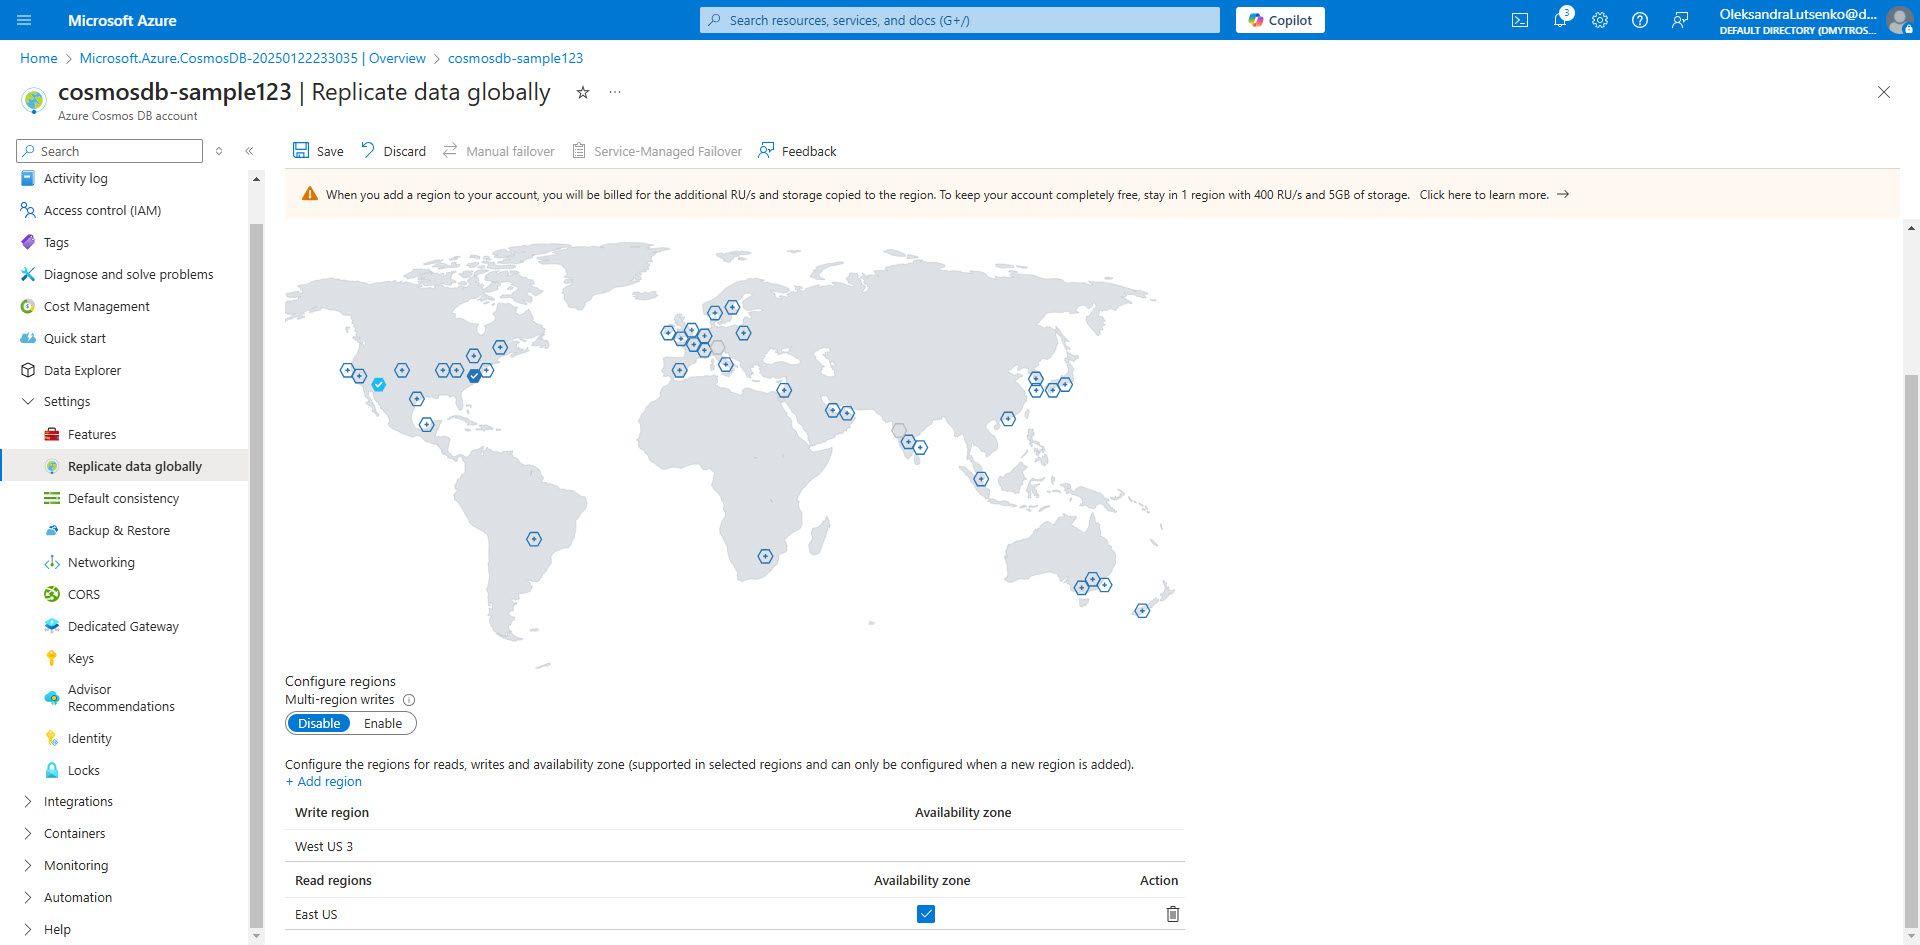 Microsoft Azure
Search resources, services, and docs (G+/)
Copilot
3
OleksandraLutsenko@d...
DEFAULT DIRECTORY (DMYTROS...
Home > Microsoft.Azure.CosmosDB-20250122233035 | Overview > cosmosdb-sample123
cosmosdb-sample123 | Replicate data globally
Azure Cosmos DB account
Search
Save
Discard
Manual failover
Service-Managed Failover
Feedback
When you add a region to your account, you will be billed for the additional RU/s and storage copied to the region. To keep your account completely free, stay in 1 region with 400 RU/s and 5GB of storage. Click here to learn more. →
Activity log
Access control (IAM)
Tags
Diagnose and solve problems
Cost Management
Quick start
Data Explorer
Settings
Features
Replicate data globally
Default consistency
Backup & Restore
Networking
CORS
Dedicated Gateway
Keys
Advisor
Recommendations
Identity
Locks
Integrations
Containers
Monitoring
Automation
Help
Configure regions
Multi-region writes
Disable
Enable
Configure the regions for reads, writes and availability zone (supported in selected regions and can only be configured when a new region is added).
+ Add region
Write region
Availability zone
West US 3
Read regions
Availability zone
Action
East US